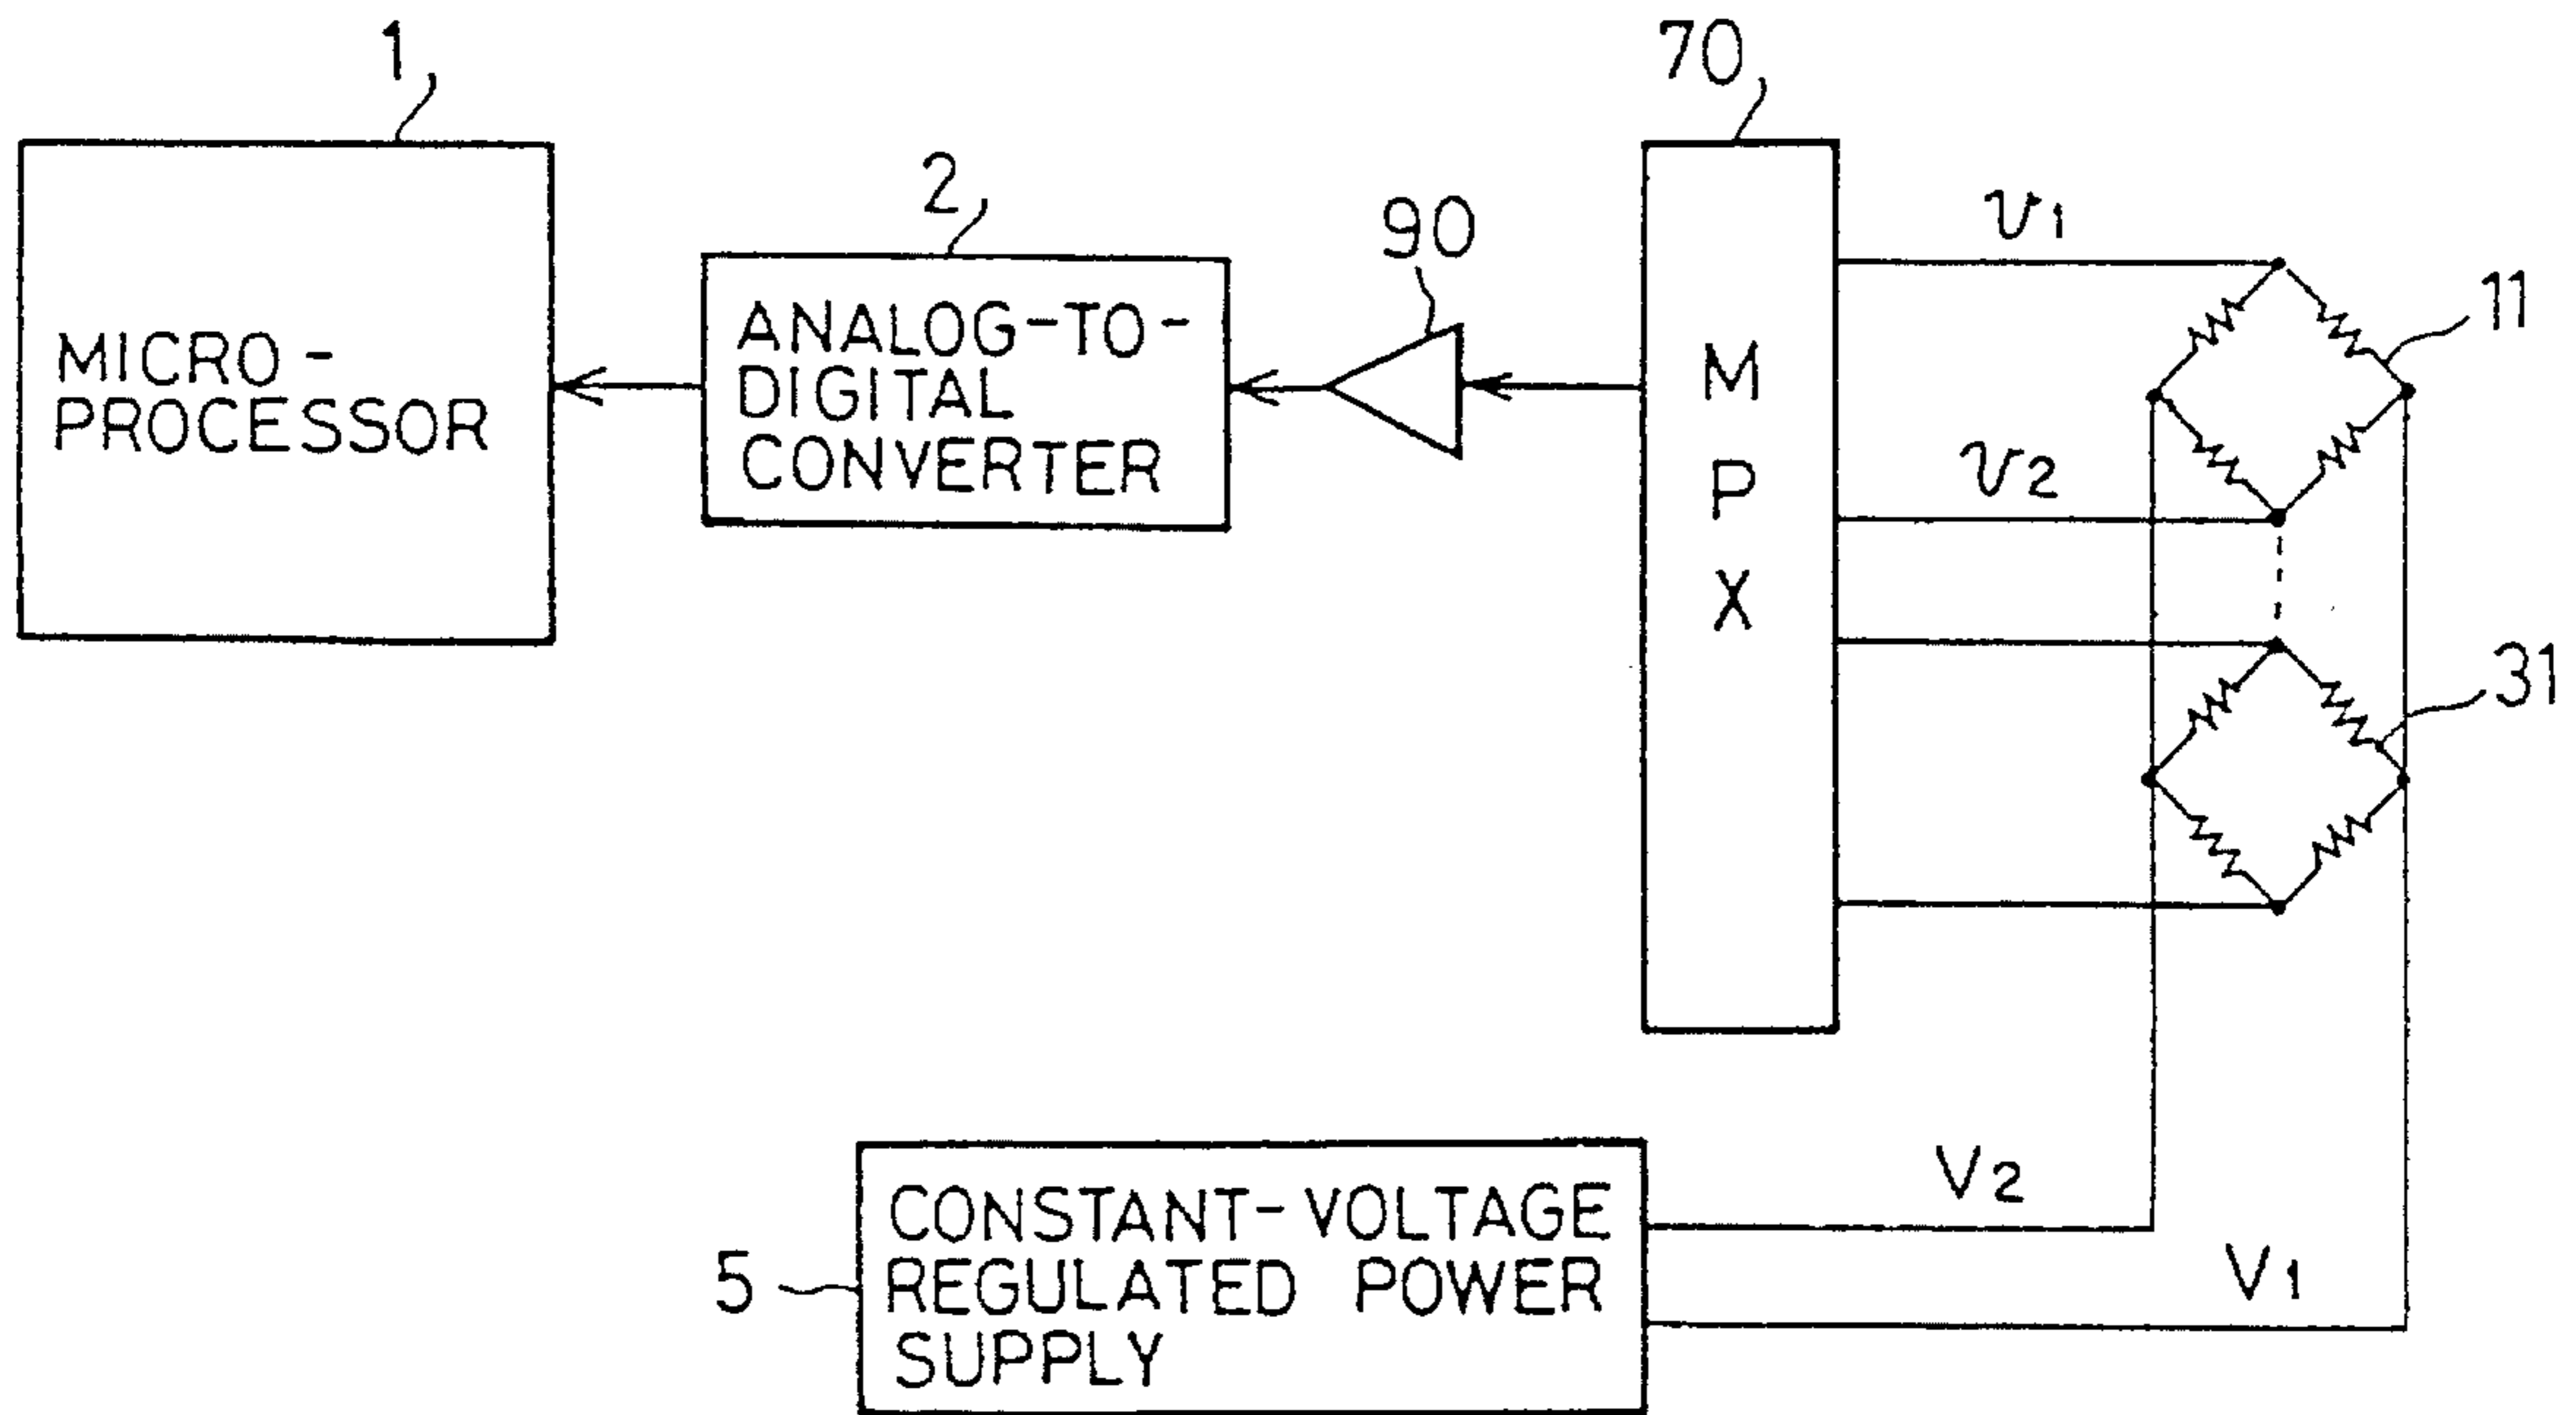 1
70
2
90
v1
11
MICRO-
PROCESSOR
ANALOG-TO-
DIGITAL
CONVERTER
M
P
X
v2
31
V2
CONSTANT-VOLTAGE
REGULATED POWER
SUPPLY
5
V1